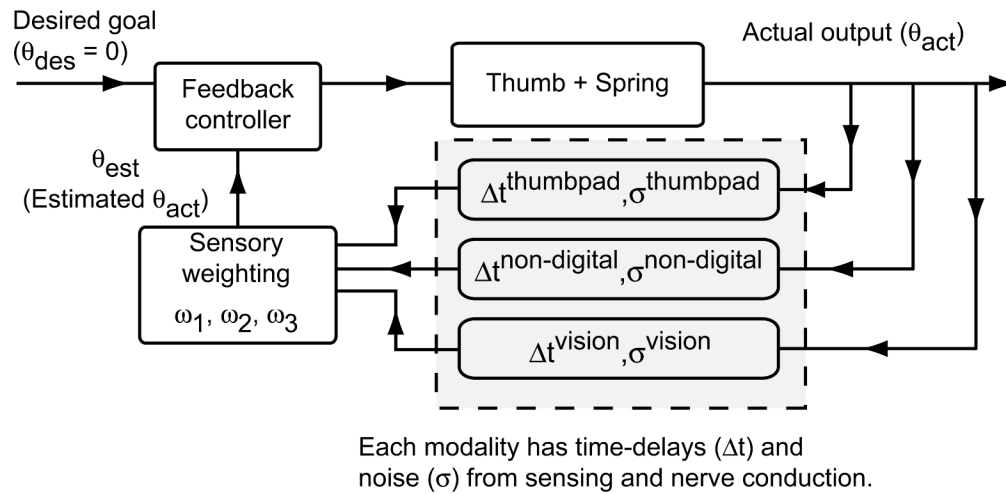 Desired goal
(θdes = 0)
Actual output (θact)
Feedback
controller
Thumb + Spring
θest
(Estimated θact)
Δtthumbpad,σthumbpad
Sensory
weighting
ω1, ω2, ω3
Δtnon-digital,σnon-digital
Δtvision,σvision
Each modality has time-delays (Δt) and
noise (σ) from sensing and nerve conduction.